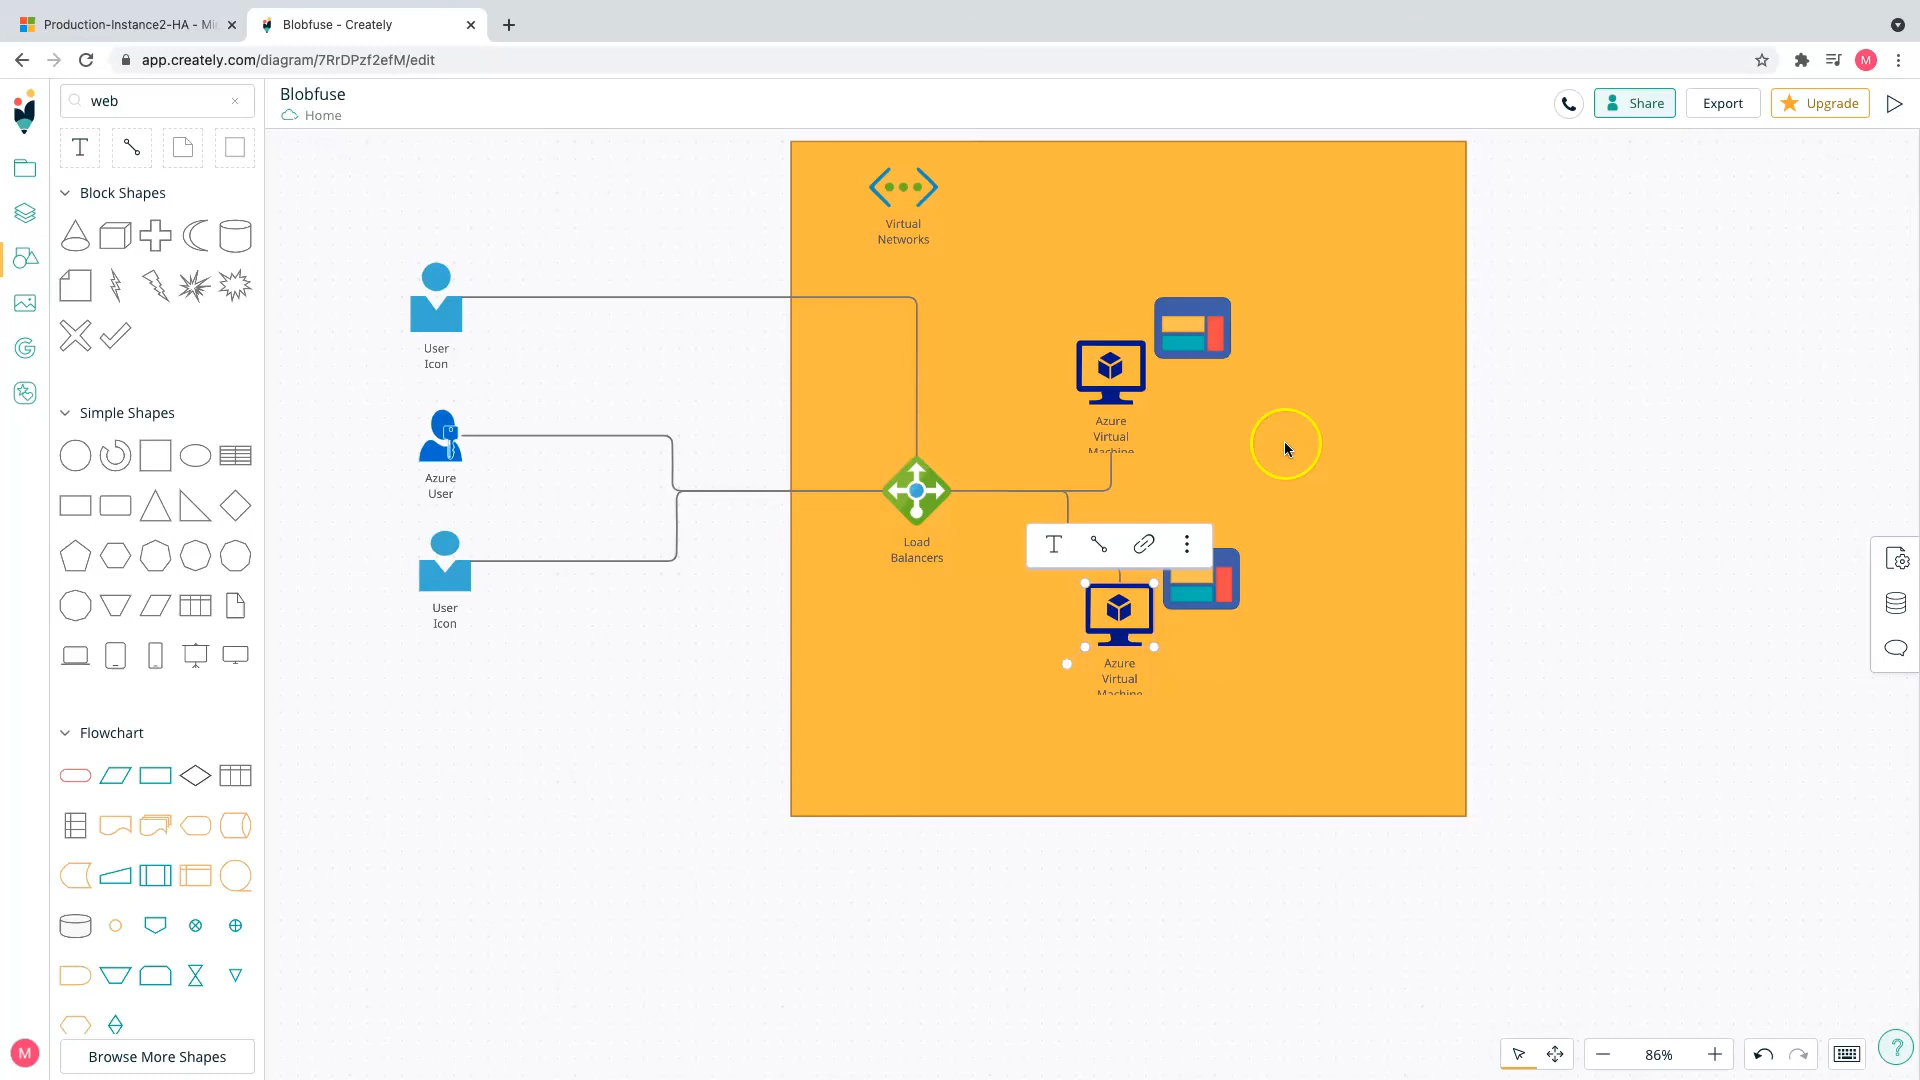 Production-Instance2-HA - Mi
Blobfuse - Creately
app.creately.com/diagram/7RrDPzf2efM/edit
web
Blobfuse
Home
Share
Export
Upgrade
Block Shapes
Simple Shapes
Flowchart
Browse More Shapes
Virtual
Networks
User
Icon
Azure
User
User
Icon
Load
Balancers
Azure
Virtual
Machine
Azure
Virtual
Machine
M
M
T
T
86%
?